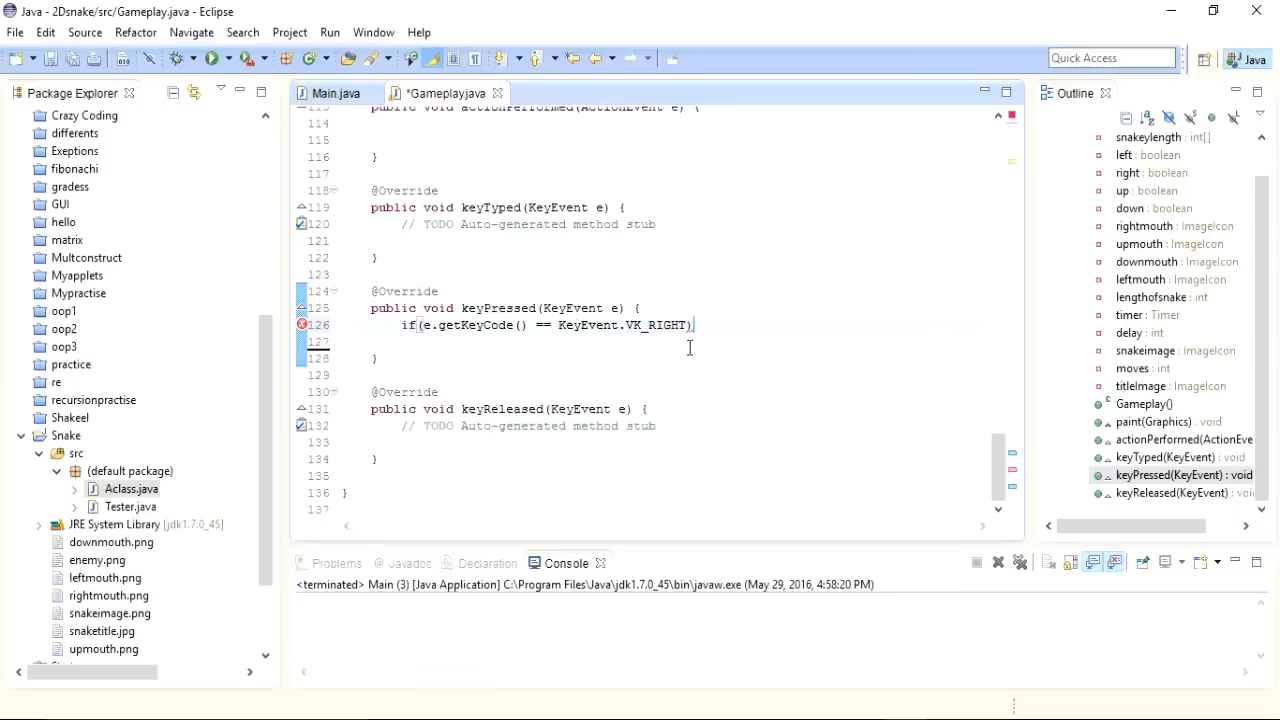 Java - 2Dsnake/src/Gameplay.java - Eclipse
File Edit Source Refactor Navigate Search Project Run Window Help
Quick Access
Java
Package Explorer
Crazy Coding
differents
Exeptions
fibonachi
gradess
GUI
hello
matrix
Multconstruct
Myapplets
Mypractise
oop1
oop2
oop3
practice
re
recursionpractise
Shakeel
Snake
src
(default package)
Aclass.java
Tester.java
JRE System Library [jdk1.7.0_45]
downmouth.png
enemy.png
leftmouth.png
rightmouth.png
snakeimage.png
snaketitle.jpg
upmouth.png
Main.java
*Gameplay.java
113 public void actionPerformed(ActionEvent e) {
114
115
116 }
117
118 @Override
119 public void keyTyped(KeyEvent e) {
120 // TODO Auto-generated method stub
121
122 }
123
124 @Override
125 public void keyPressed(KeyEvent e) {
126 if(e.getKeyCode() == KeyEvent.VK_RIGHT)
127
128 }
129
130 @Override
131 public void keyReleased(KeyEvent e) {
132 // TODO Auto-generated method stub
133
134 }
135
136 }
137
Outline
snakeylength : int[]
left : boolean
right : boolean
up : boolean
down : boolean
rightmouth : ImageIcon
upmouth : ImageIcon
downmouth : ImageIcon
leftmouth : ImageIcon
lengthofsnake : int
timer : Timer
delay : int
snakeimage : ImageIcon
moves : int
titleImage : ImageIcon
Gameplay()
paint(Graphics) : void
actionPerformed(ActionEve
keyTyped(KeyEvent) : void
keyPressed(KeyEvent) : void
keyReleased(KeyEvent) : voi
Problems
Javadoc
Declaration
Console
<terminated> Main (3) [Java Application] C:\Program Files\Java\jdk1.7.0_45\bin\javaw.exe (May 29, 2016, 4:58:20 PM)